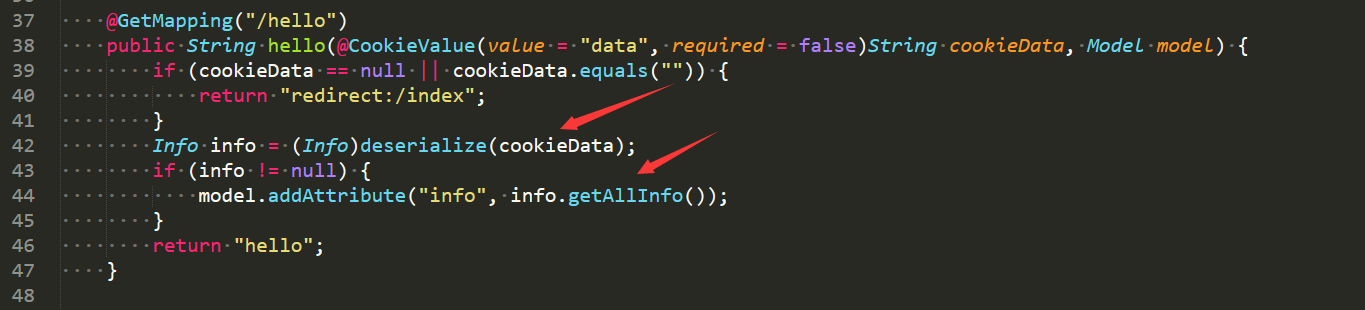 37 @GetMapping("/hello")
38 public String hello(@CookieValue(value = "data", required = false)String cookieData, Model model) {
39 if (cookieData == null || cookieData.equals("")) {
40 return "redirect:/index";
41 }
42 Info info = (Info)deserialize(cookieData);
43 if (info != null) {
44 model.addAttribute("info", info.getAllInfo());
45 }
46 return "hello";
47 }
48